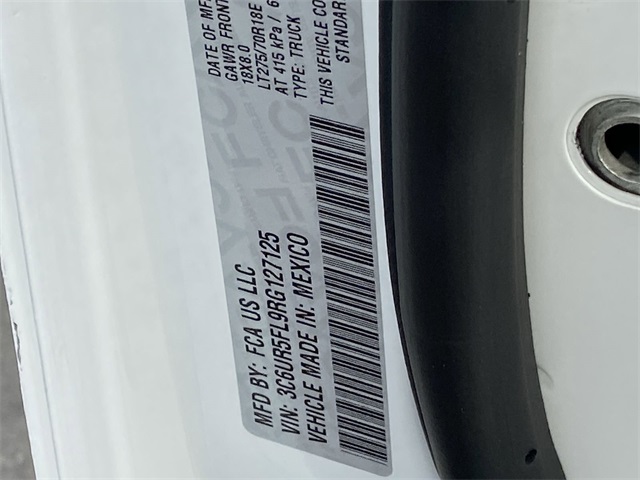 MFD BY: FCA US LLC
VIN: 3C6UR5FL9RG127125
VEHICLE MADE IN: MEXICO
DATE OF MF
GAWR FRONT
18X8.0
LT275/70R18E
AT 415 kPa / 6
TYPE: TRUCK
THIS VEHICLE CO
STANDAR